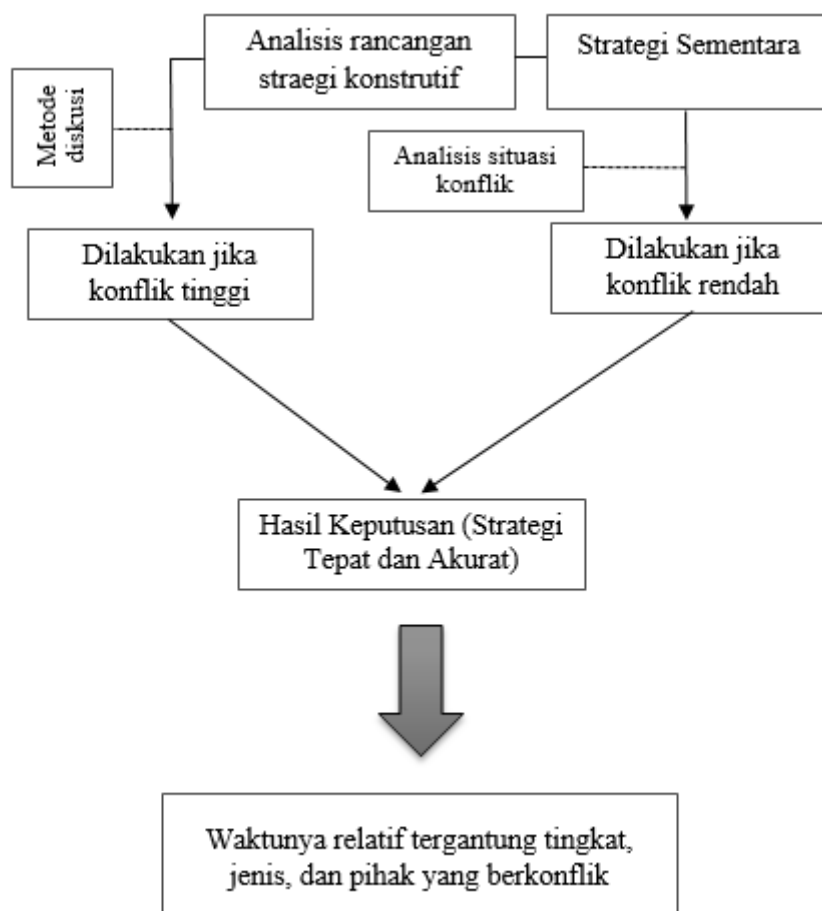 Analisis rancangan
straegi konstrutif
Strategi Sementara
Metode
diskusi
Analisis situasi
konflik
Dilakukan jika
konflik tinggi
Dilakukan jika
konflik rendah
Hasil Keputusan (Strategi
Tepat dan Akurat)
Waktunya relatif tergantung tingkat,
jenis, dan pihak yang berkonflik